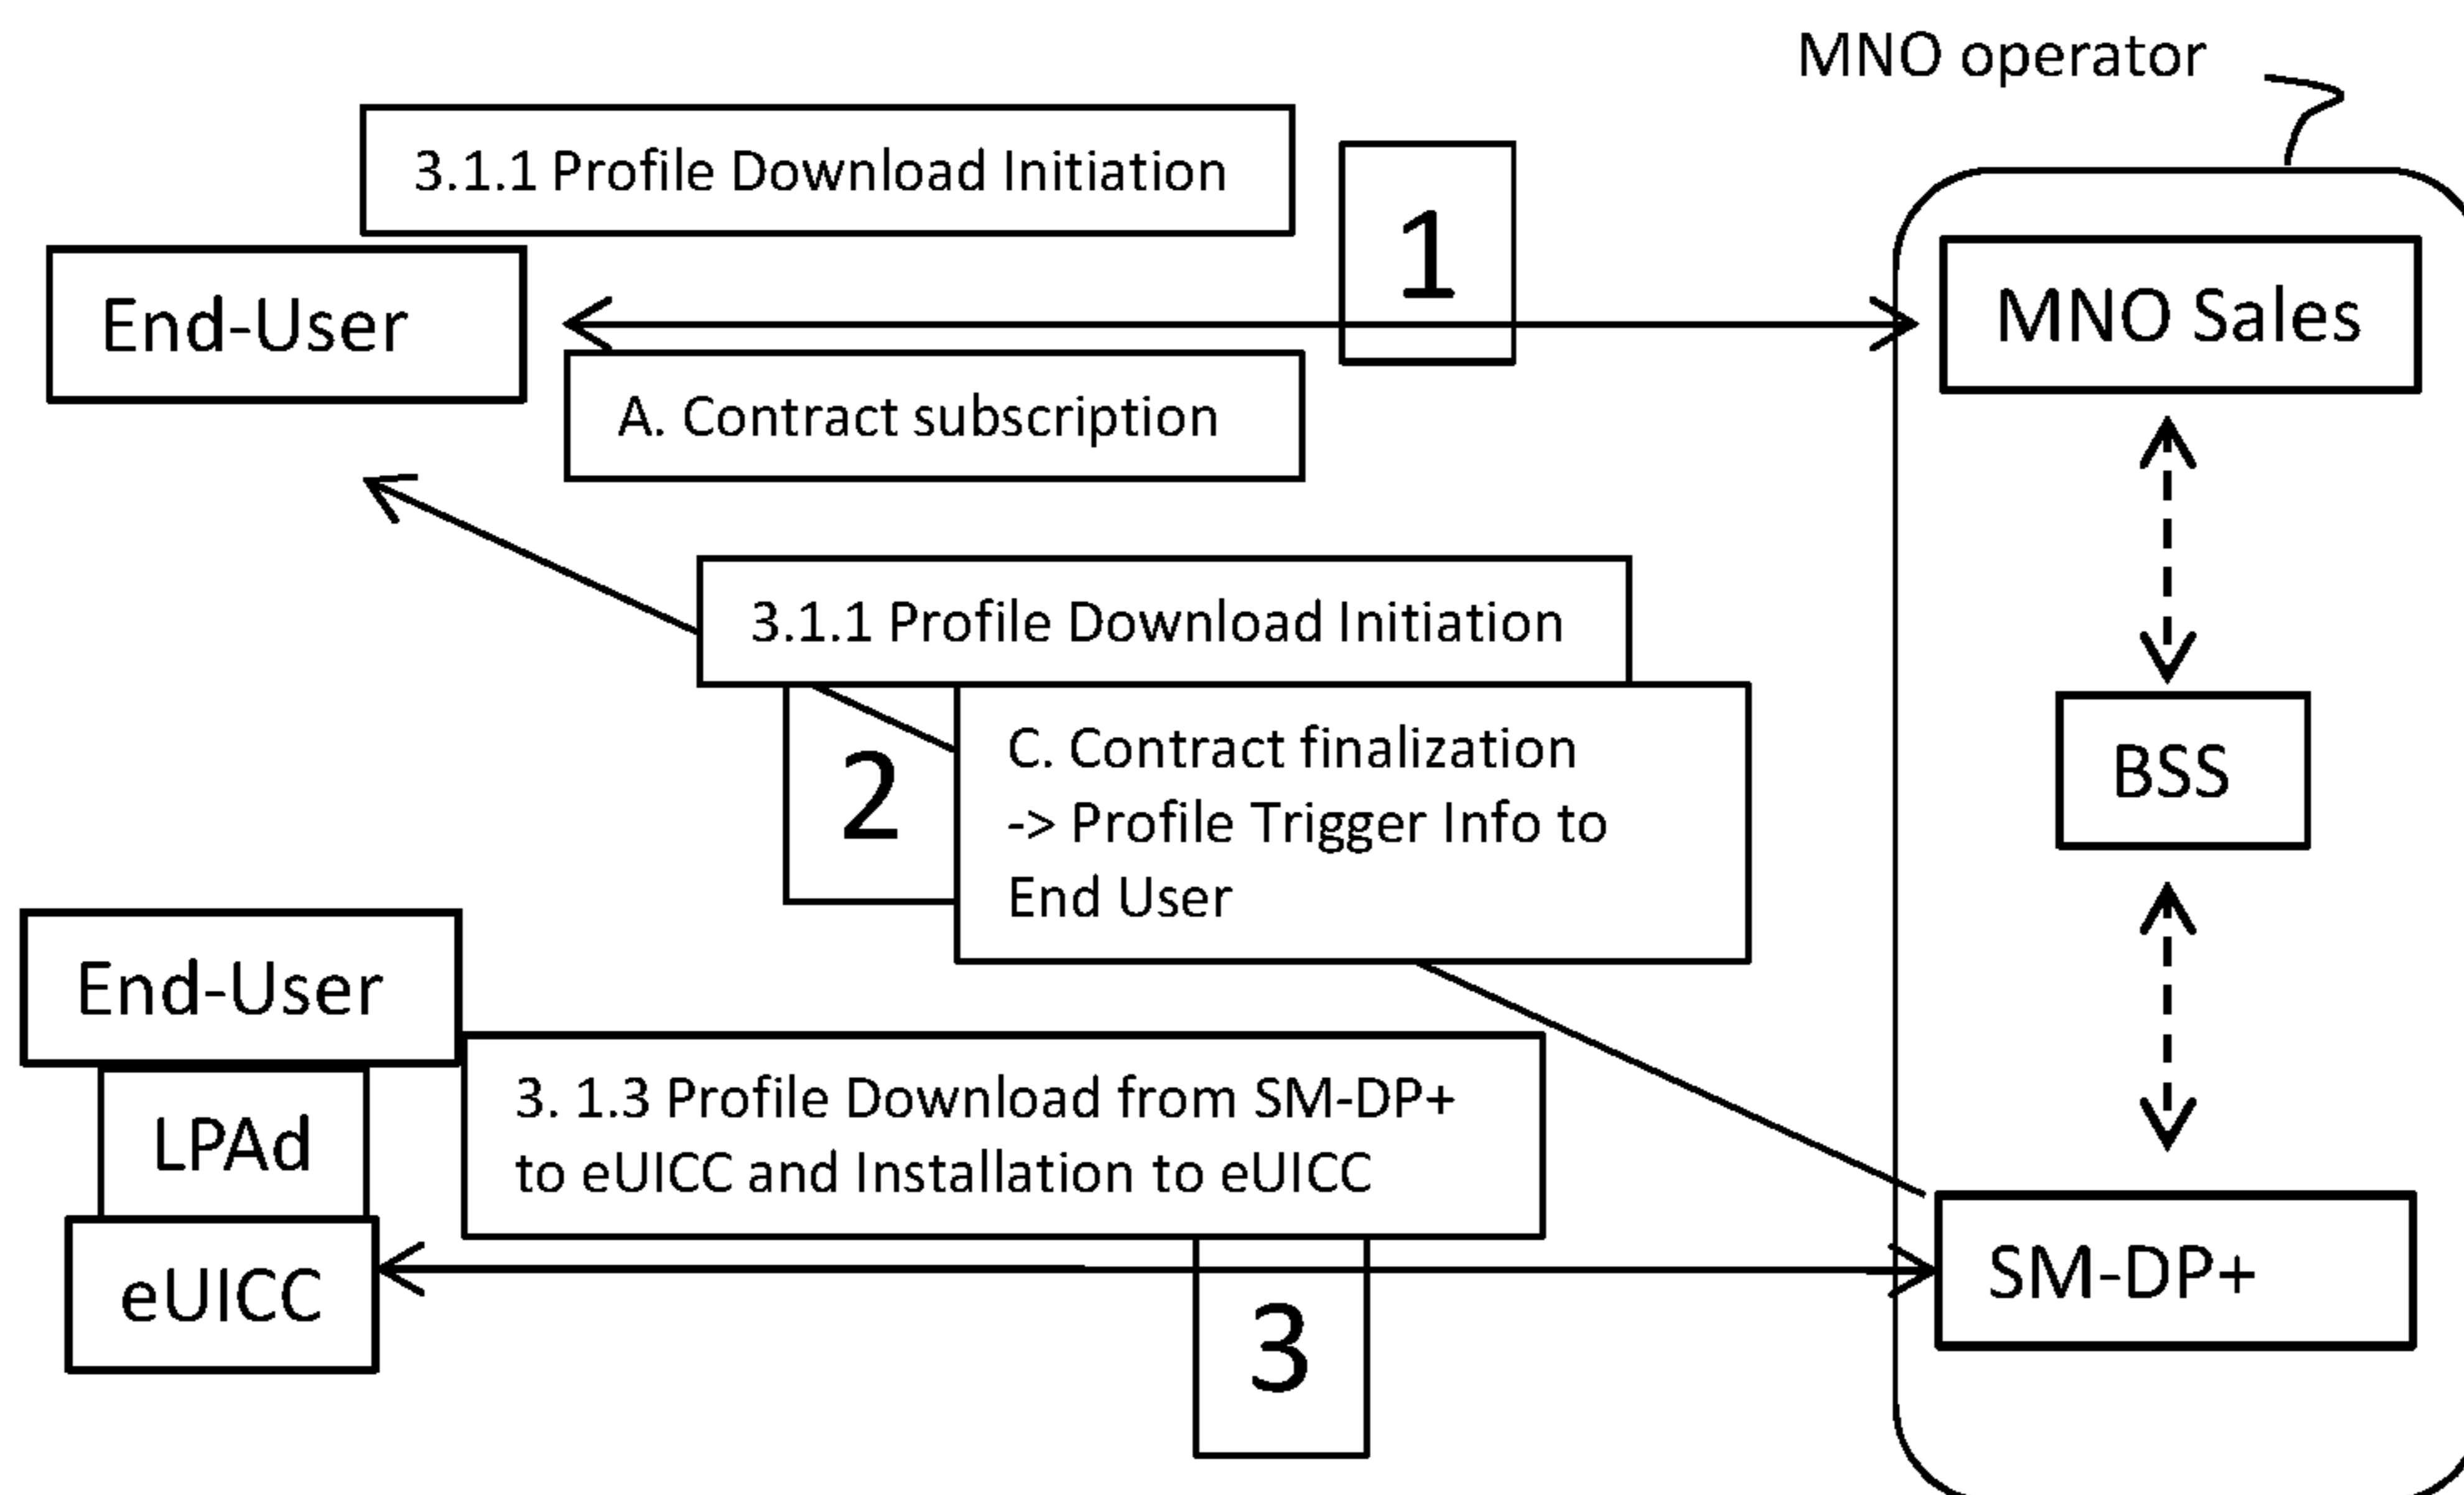 MNO operator
3.1.1 Profile Download Initiation
1
End-User
MNO Sales
A. Contract subscription
3.1.1 Profile Download Initiation
2
C. Contract finalization
-> Profile Trigger Info to
End User
BSS
End-User
LPAd
eUICC
3. 1.3 Profile Download from SM-DP+
to eUICC and Installation to eUICC
3
SM-DP+